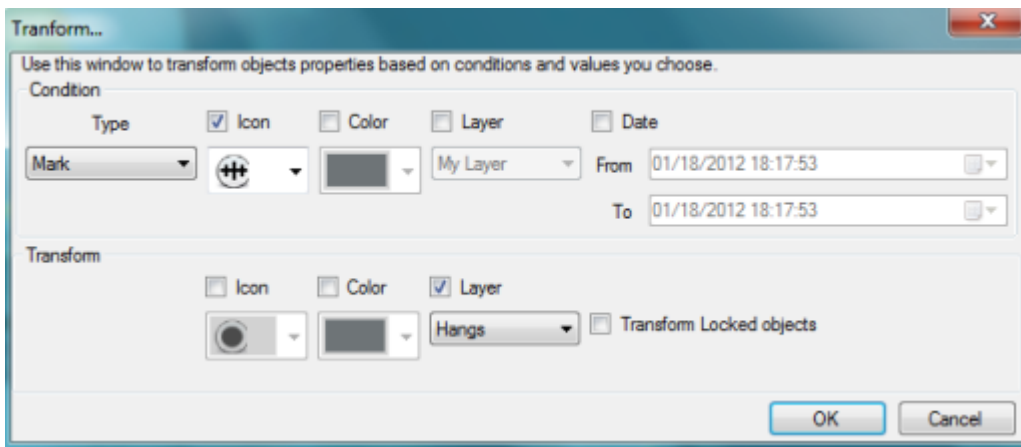 Tranform...
Use this window to transform objects properties based on conditions and values you choose.
Condition
Type Icon Color Layer Date
Mark My Layer From 01/18/2012 18:17:53
To 01/18/2012 18:17:53
Transform
Icon Color Layer
Hangs Transform Locked objects
OK Cancel